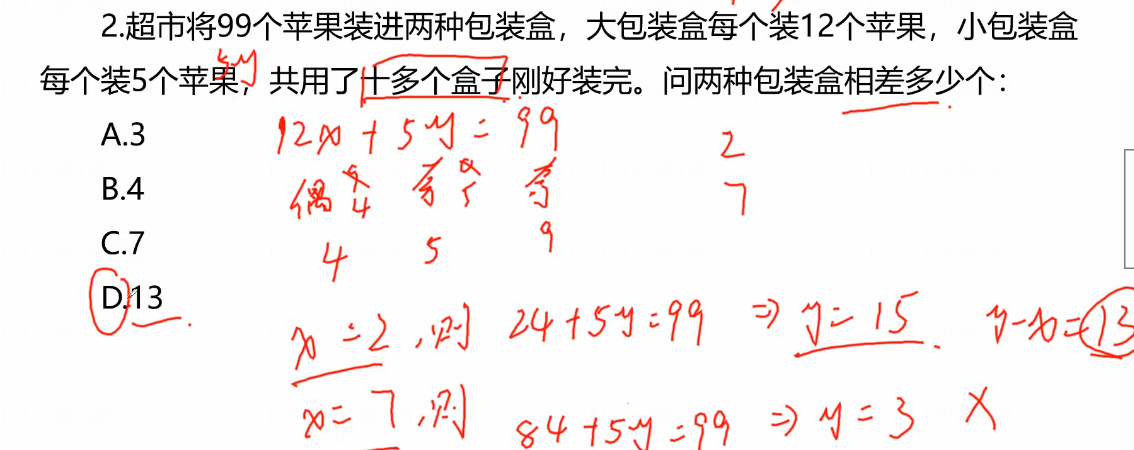 2.超市将99个苹果装进两种包装盒，大包装盒每个装12个苹果，小包装盒
5y
每个装5个苹果，共用了十多个盒子刚好装完。问两种包装盒相差多少个：
A.3
12x+5y=99
2
B.4
偶 x4 奇 x5 奇
7
C.7
4 5 9
D.13
x=2,则 24+5y=99 ⇒ y=15 y-x=13
x=7,则 84+5y=99 ⇒ y=3 ×